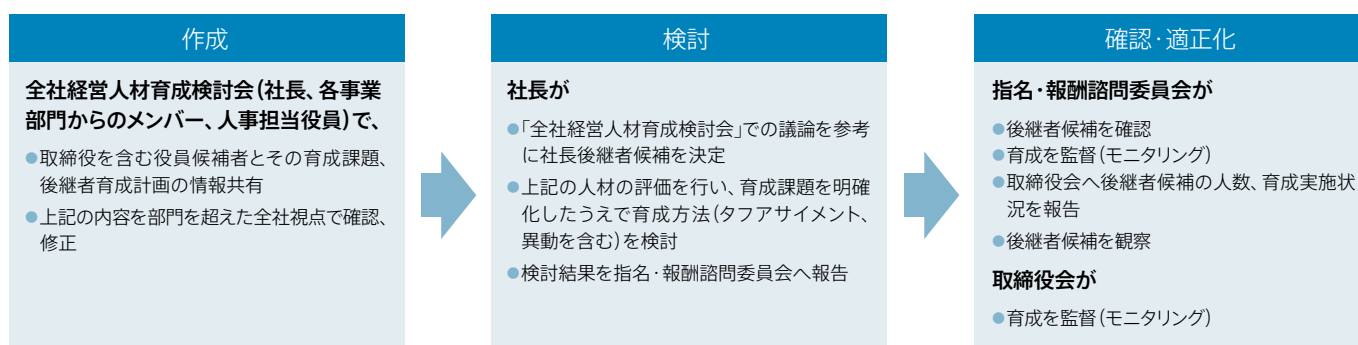 作成
全社経営人材育成検討会(社長、各事業
部門からのメンバー、人事担当役員)で、
●取締役を含む役員候補者とその育成課題、
後継者育成計画の情報共有
●上記の内容を部門を超えた全社視点で確認、
修正
検討
社長が
●「全社経営人材育成検討会」での議論を参考
に社長後継者候補を決定
●上記の人材の評価を行い、育成課題を明確
化したうえで育成方法(タフアサイメント、
異動を含む)を検討
●検討結果を指名・報酬諮問委員会へ報告
確認・適正化
指名・報酬諮問委員会が
●後継者候補を確認
●育成を監督(モニタリング)
●取締役会へ後継者候補の人数、育成実施状
況を報告
●後継者候補を観察
取締役会が
●育成を監督(モニタリング)